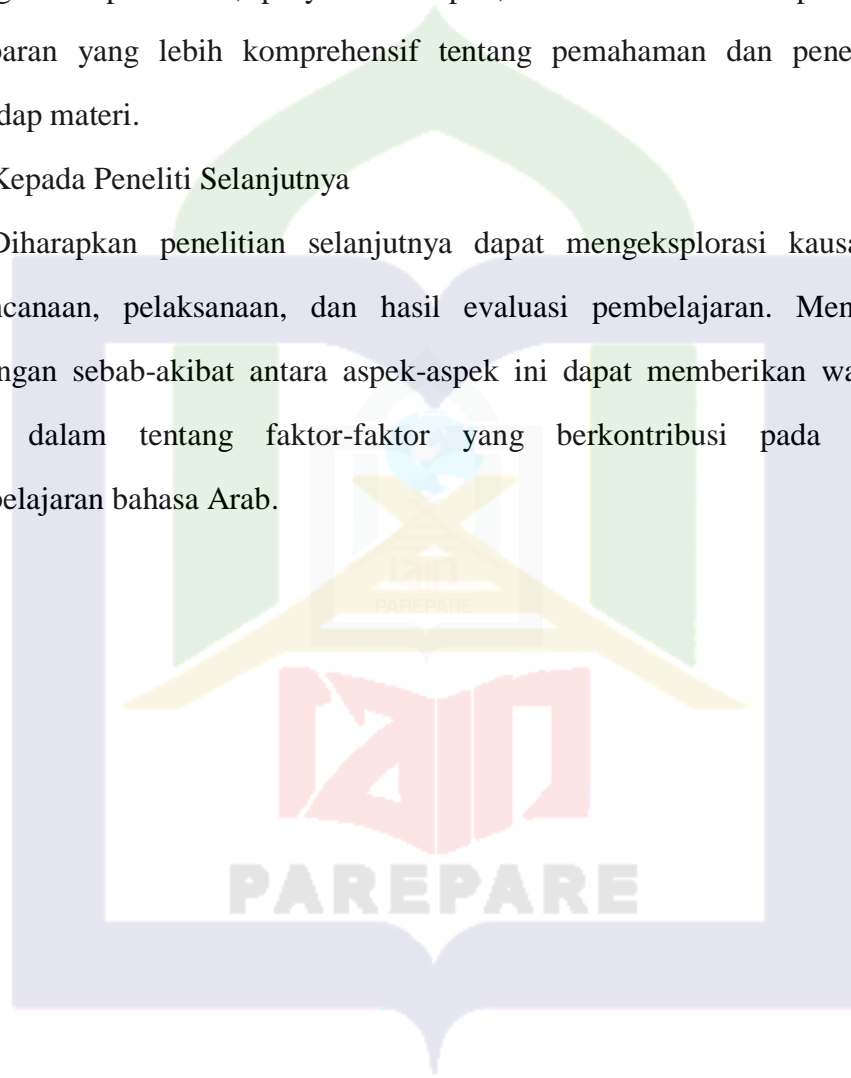 baran yang lebih komprehensif tentang pemahaman dan pene
dap materi.
Kepada Peneliti Selanjutnya
Diharapkan penelitian selanjutnya dapat mengeksplorasi kausa
ncanaan, pelaksanaan, dan hasil evaluasi pembelajaran. Men
ngan sebab-akibat antara aspek-aspek ini dapat memberikan wa
dalam tentang faktor-faktor yang berkontribusi pada
belajaran bahasa Arab.
PAREPARE
PAREPARE